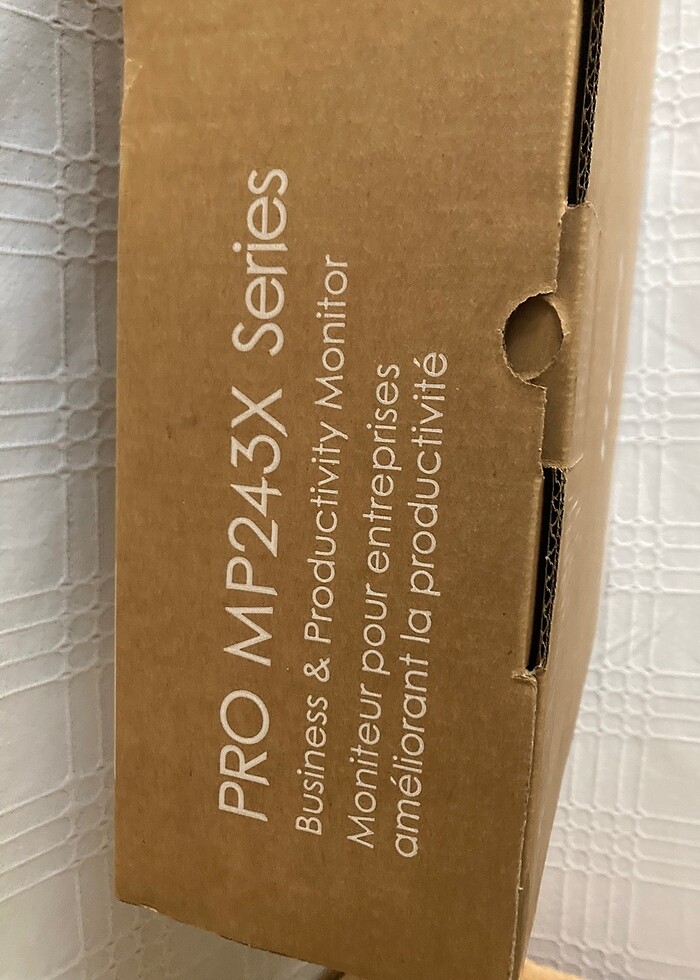 PRO MP243X Series
Business & Productivity Monitor
Moniteur pour entreprises
améliorant la productivité